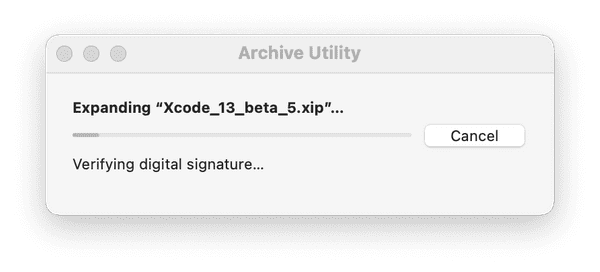 Archive Utility
Expanding “Xcode_13_beta_5.xip”...
Cancel
Verifying digital signature...